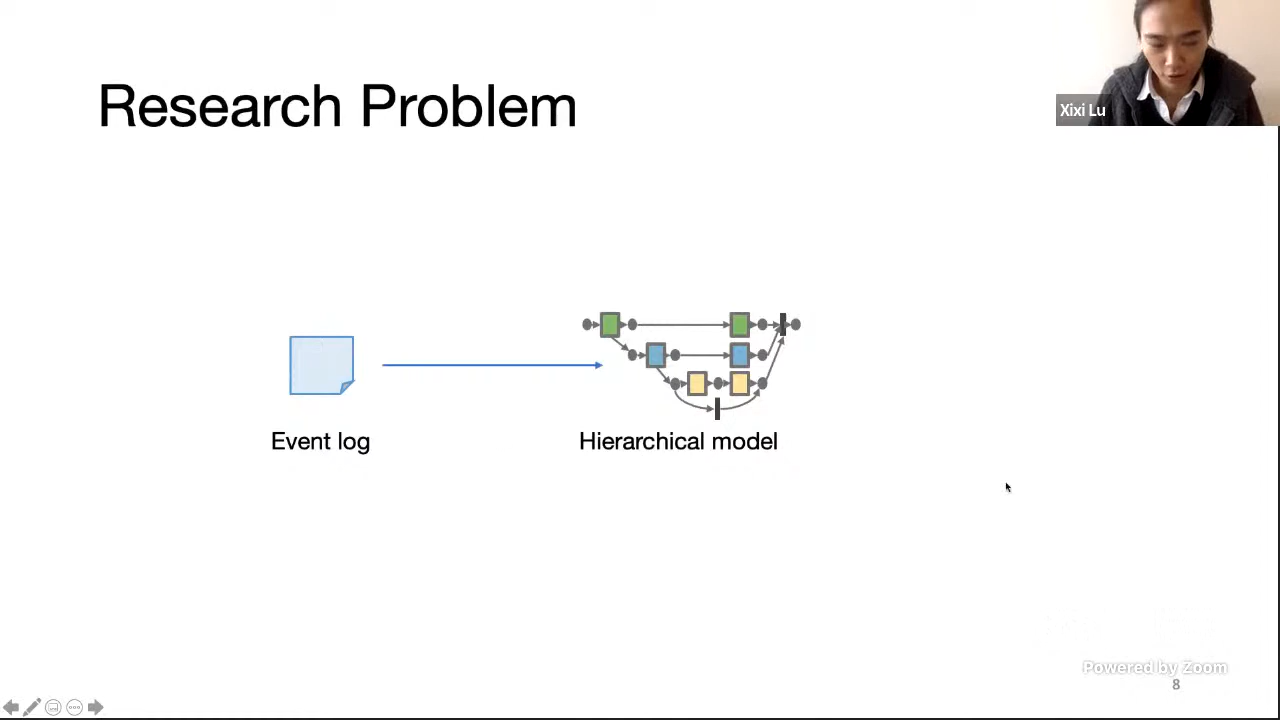 Research Problem
Xixi Lu
Event log
Hierarchical model
Powered by Zoom
8